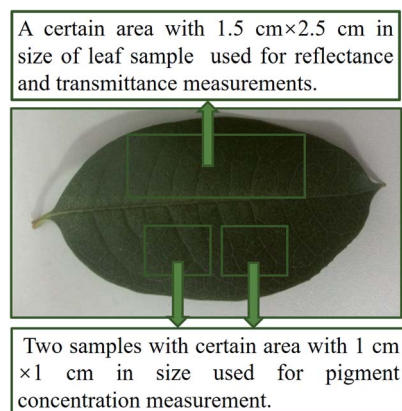 A certain area with 1.5 cm×2.5 cm in
size of leaf sample used for reflectance
and transmittance measurements.
Two samples with certain area with 1 cm
×1 cm in size used for pigment
concentration measurement.